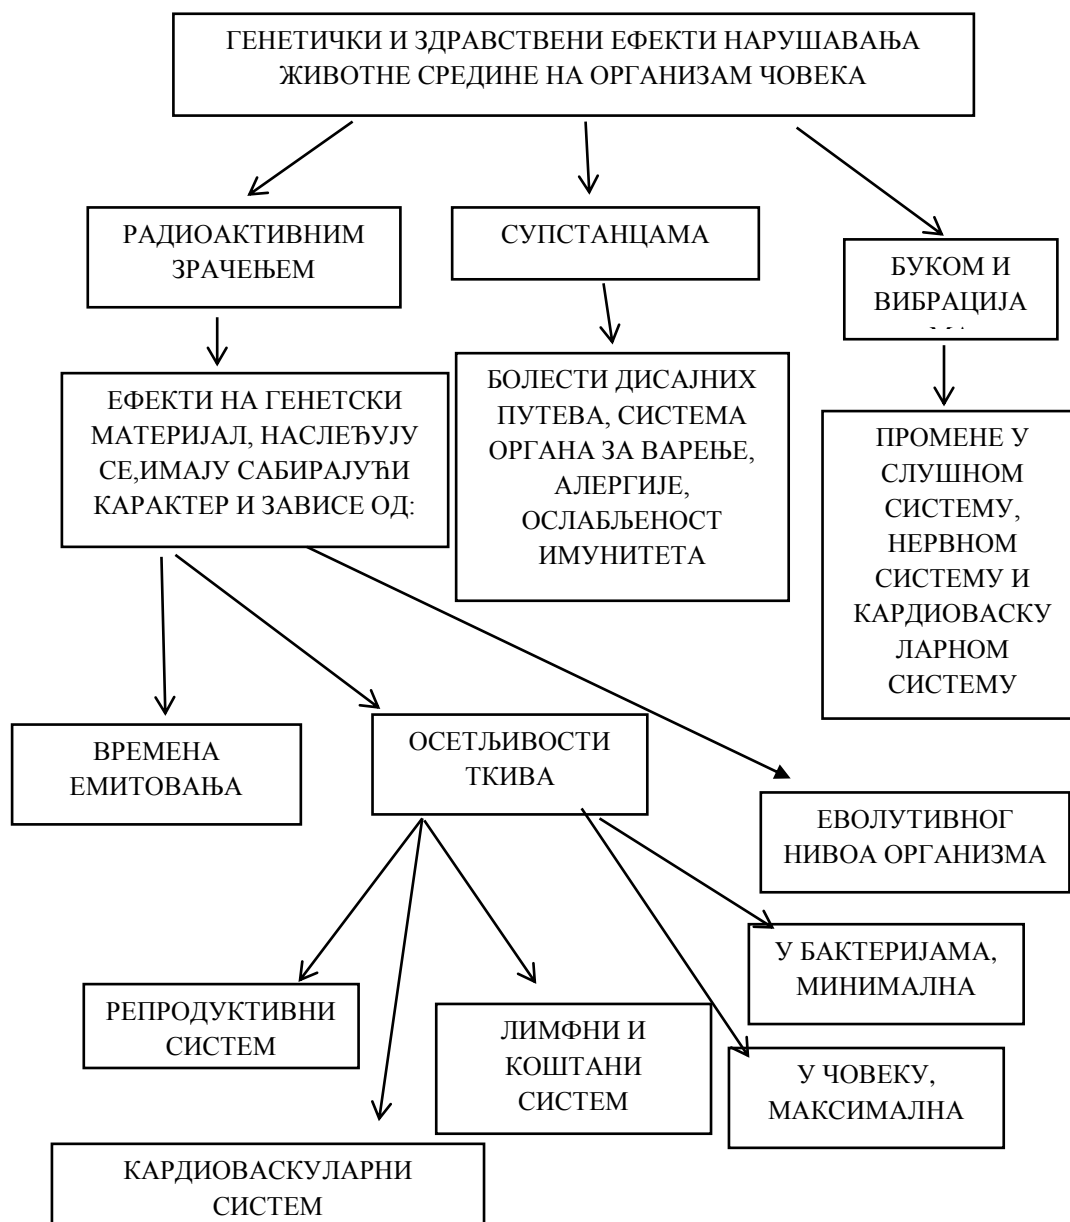 ГЕНЕТИЧКИ И ЗДРАВСТВЕНИ ЕФЕКТИ НАРУШАВАЊА
ЖИВОТНЕ СРЕДИНЕ НА ОРГАНИЗАМ ЧОВЕКА
РАДИОАКТИВНИМ
ЗРАЧЕЊЕМ
СУПСТАНЦАМА
БУКОМ И
ВИБРАЦИЈА
ЕФЕКТИ НА ГЕНЕТСКИ
МАТЕРИЈАЛ, НАСЛЕЂУЈУ
СЕ,ИМАЈУ САБИРАЈУЋИ
КАРАКТЕР И ЗАВИСЕ ОД:
БОЛЕСТИ ДИСАЈНИХ
ПУТЕВА, СИСТЕМА
ОРГАНА ЗА ВАРЕЊЕ,
АЛЕРГИЈЕ,
ОСЛАБЉЕНОСТ
ИМУНИТЕТА
ПРОМЕНЕ У
СЛУШНОМ
СИСТЕМУ,
НЕРВНОМ
СИСТЕМУ И
КАРДИОВАСКУ
ЛАРНОМ
СИСТЕМУ
ВРЕМЕНА
ЕМИТОВАЊА
ОСЕТЉИВОСТИ
ТКИВА
ЕВОЛУТИВНОГ
НИВОА ОРГАНИЗМА
У БАКТЕРИЈАМА,
МИНИМАЛНА
РЕПРОДУКТИВНИ
СИСТЕМ
ЛИМФНИ И
КОШТАНИ
СИСТЕМ
У ЧОВЕКУ,
МАКСИМАЛНА
КАРДИОВАСКУЛАРНИ
СИСТЕМ